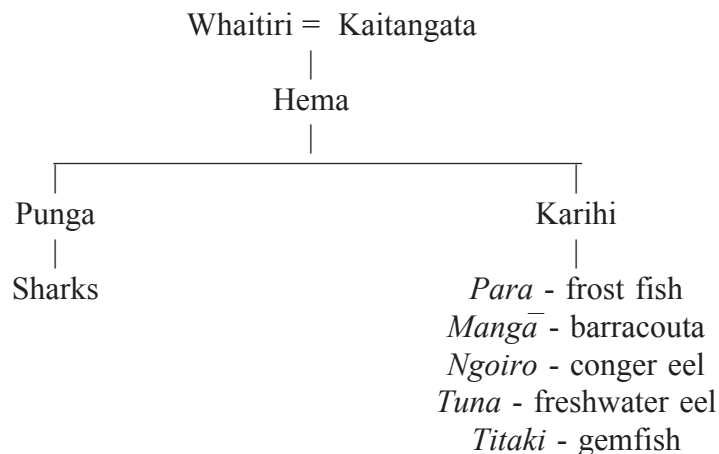 Whaitiri = Kaitangata
Hema
Punga Karihi
Sharks Para - frost fish
Mangā - barracouta
Ngoiro - conger eel
Tuna - freshwater eel
Titaki - gemfish